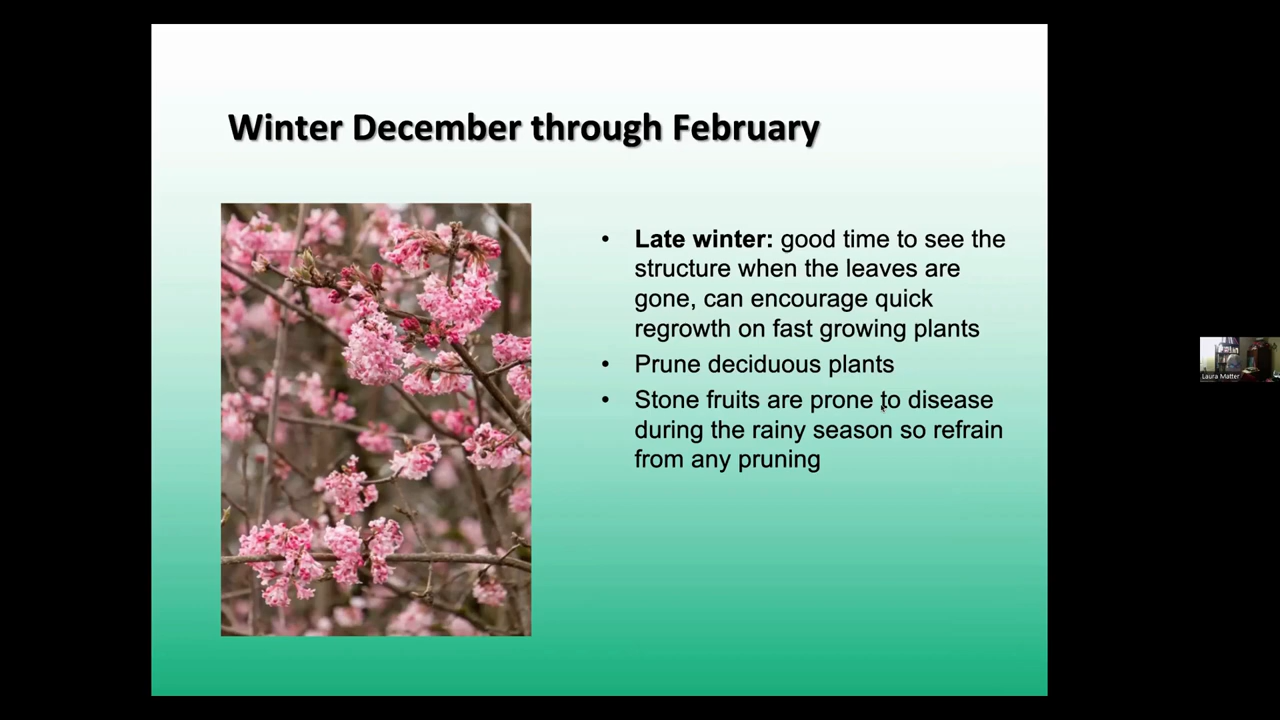 Winter December through February
• Late winter: good time to see the
structure when the leaves are
gone, can encourage quick
regrowth on fast growing plants
• Prune deciduous plants
• Stone fruits are prone to disease
during the rainy season so refrain
from any pruning
Laura Matter